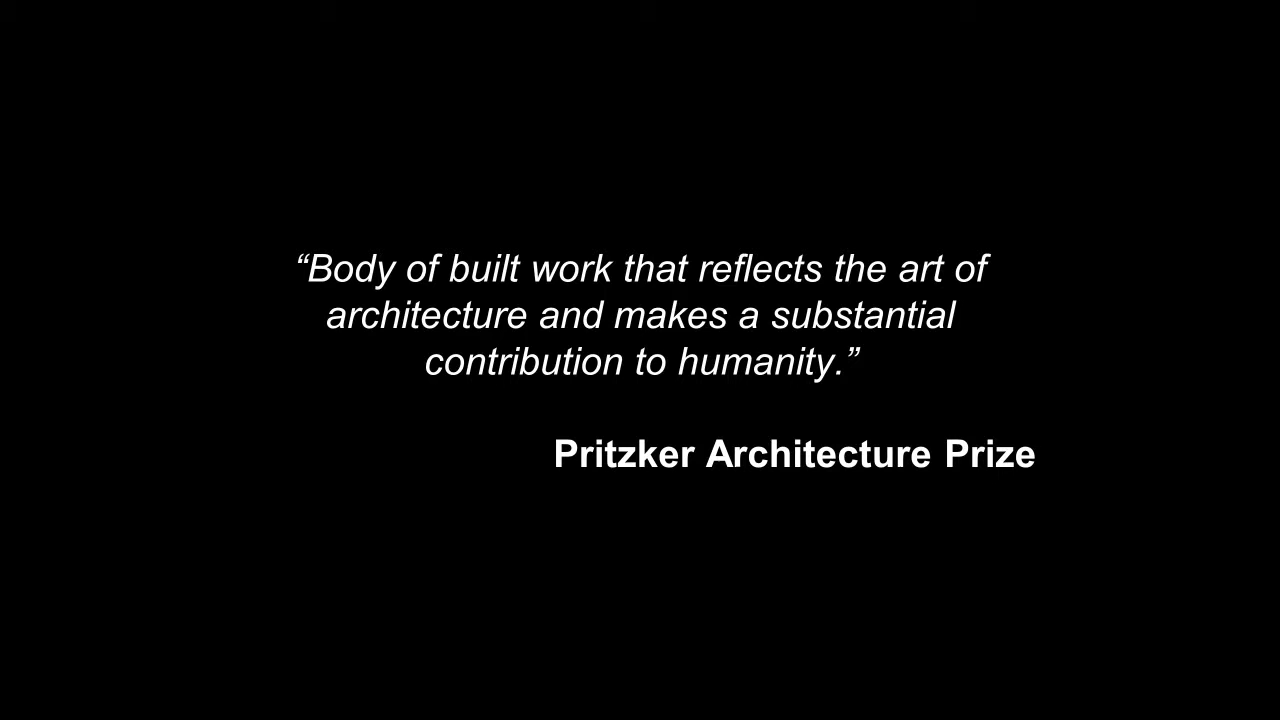 “Body of built work that reflects the art of
architecture and makes a substantial
contribution to humanity.”
Pritzker Architecture Prize